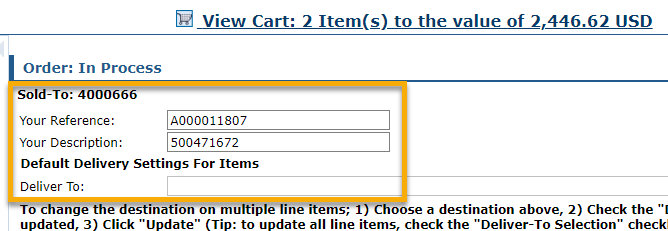 View Cart: 2 Item(s) to the value of 2,446.62 USD
Order: In Process
Sold-To: 4000666
Your Reference: A000011807
Your Description: 500471672
Default Delivery Settings For Items
Deliver To:
To change the destination on multiple line items; 1) Choose a destination above, 2) Check the
updated, 3) Click "Update" (Tip: to update all line items, check the "Deliver-To Selection"